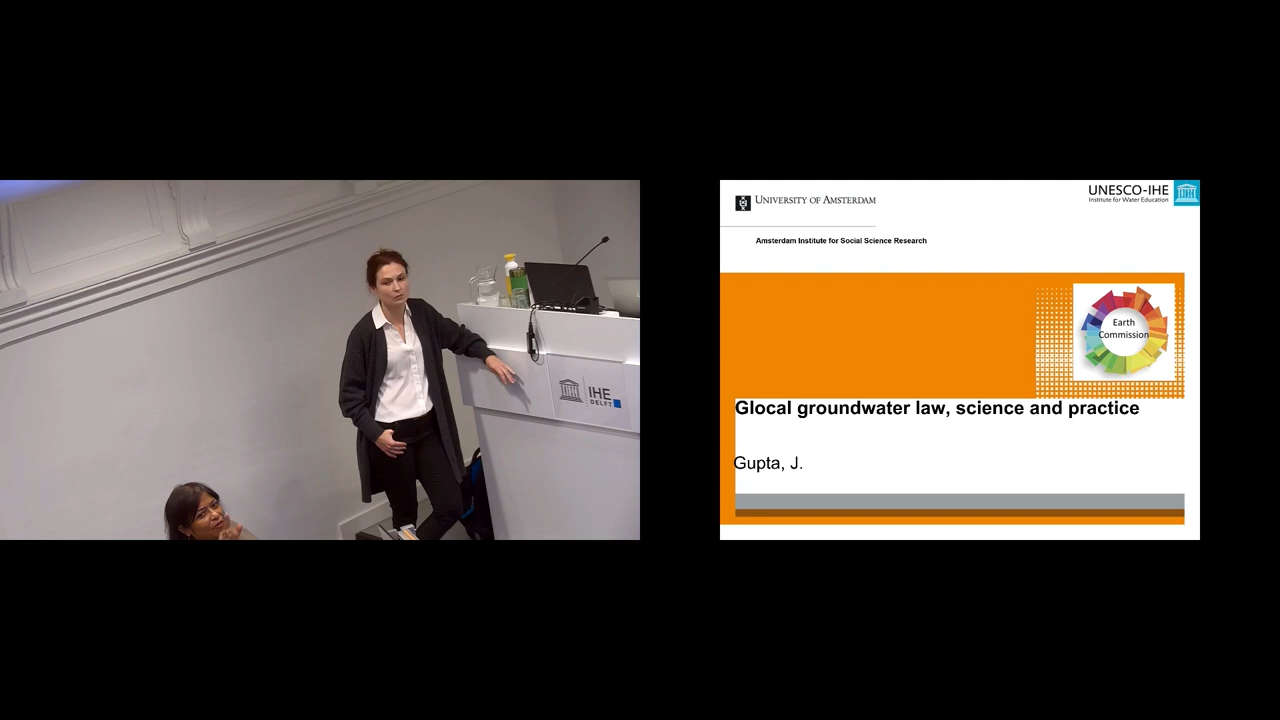 IHE
DELFT
UNIVERSITY OF AMSTERDAM
UNESCO-IHE
Institute for Water Education
Amsterdam Institute for Social Science Research
Earth
Commission
Glocal groundwater law, science and practice
Gupta, J.